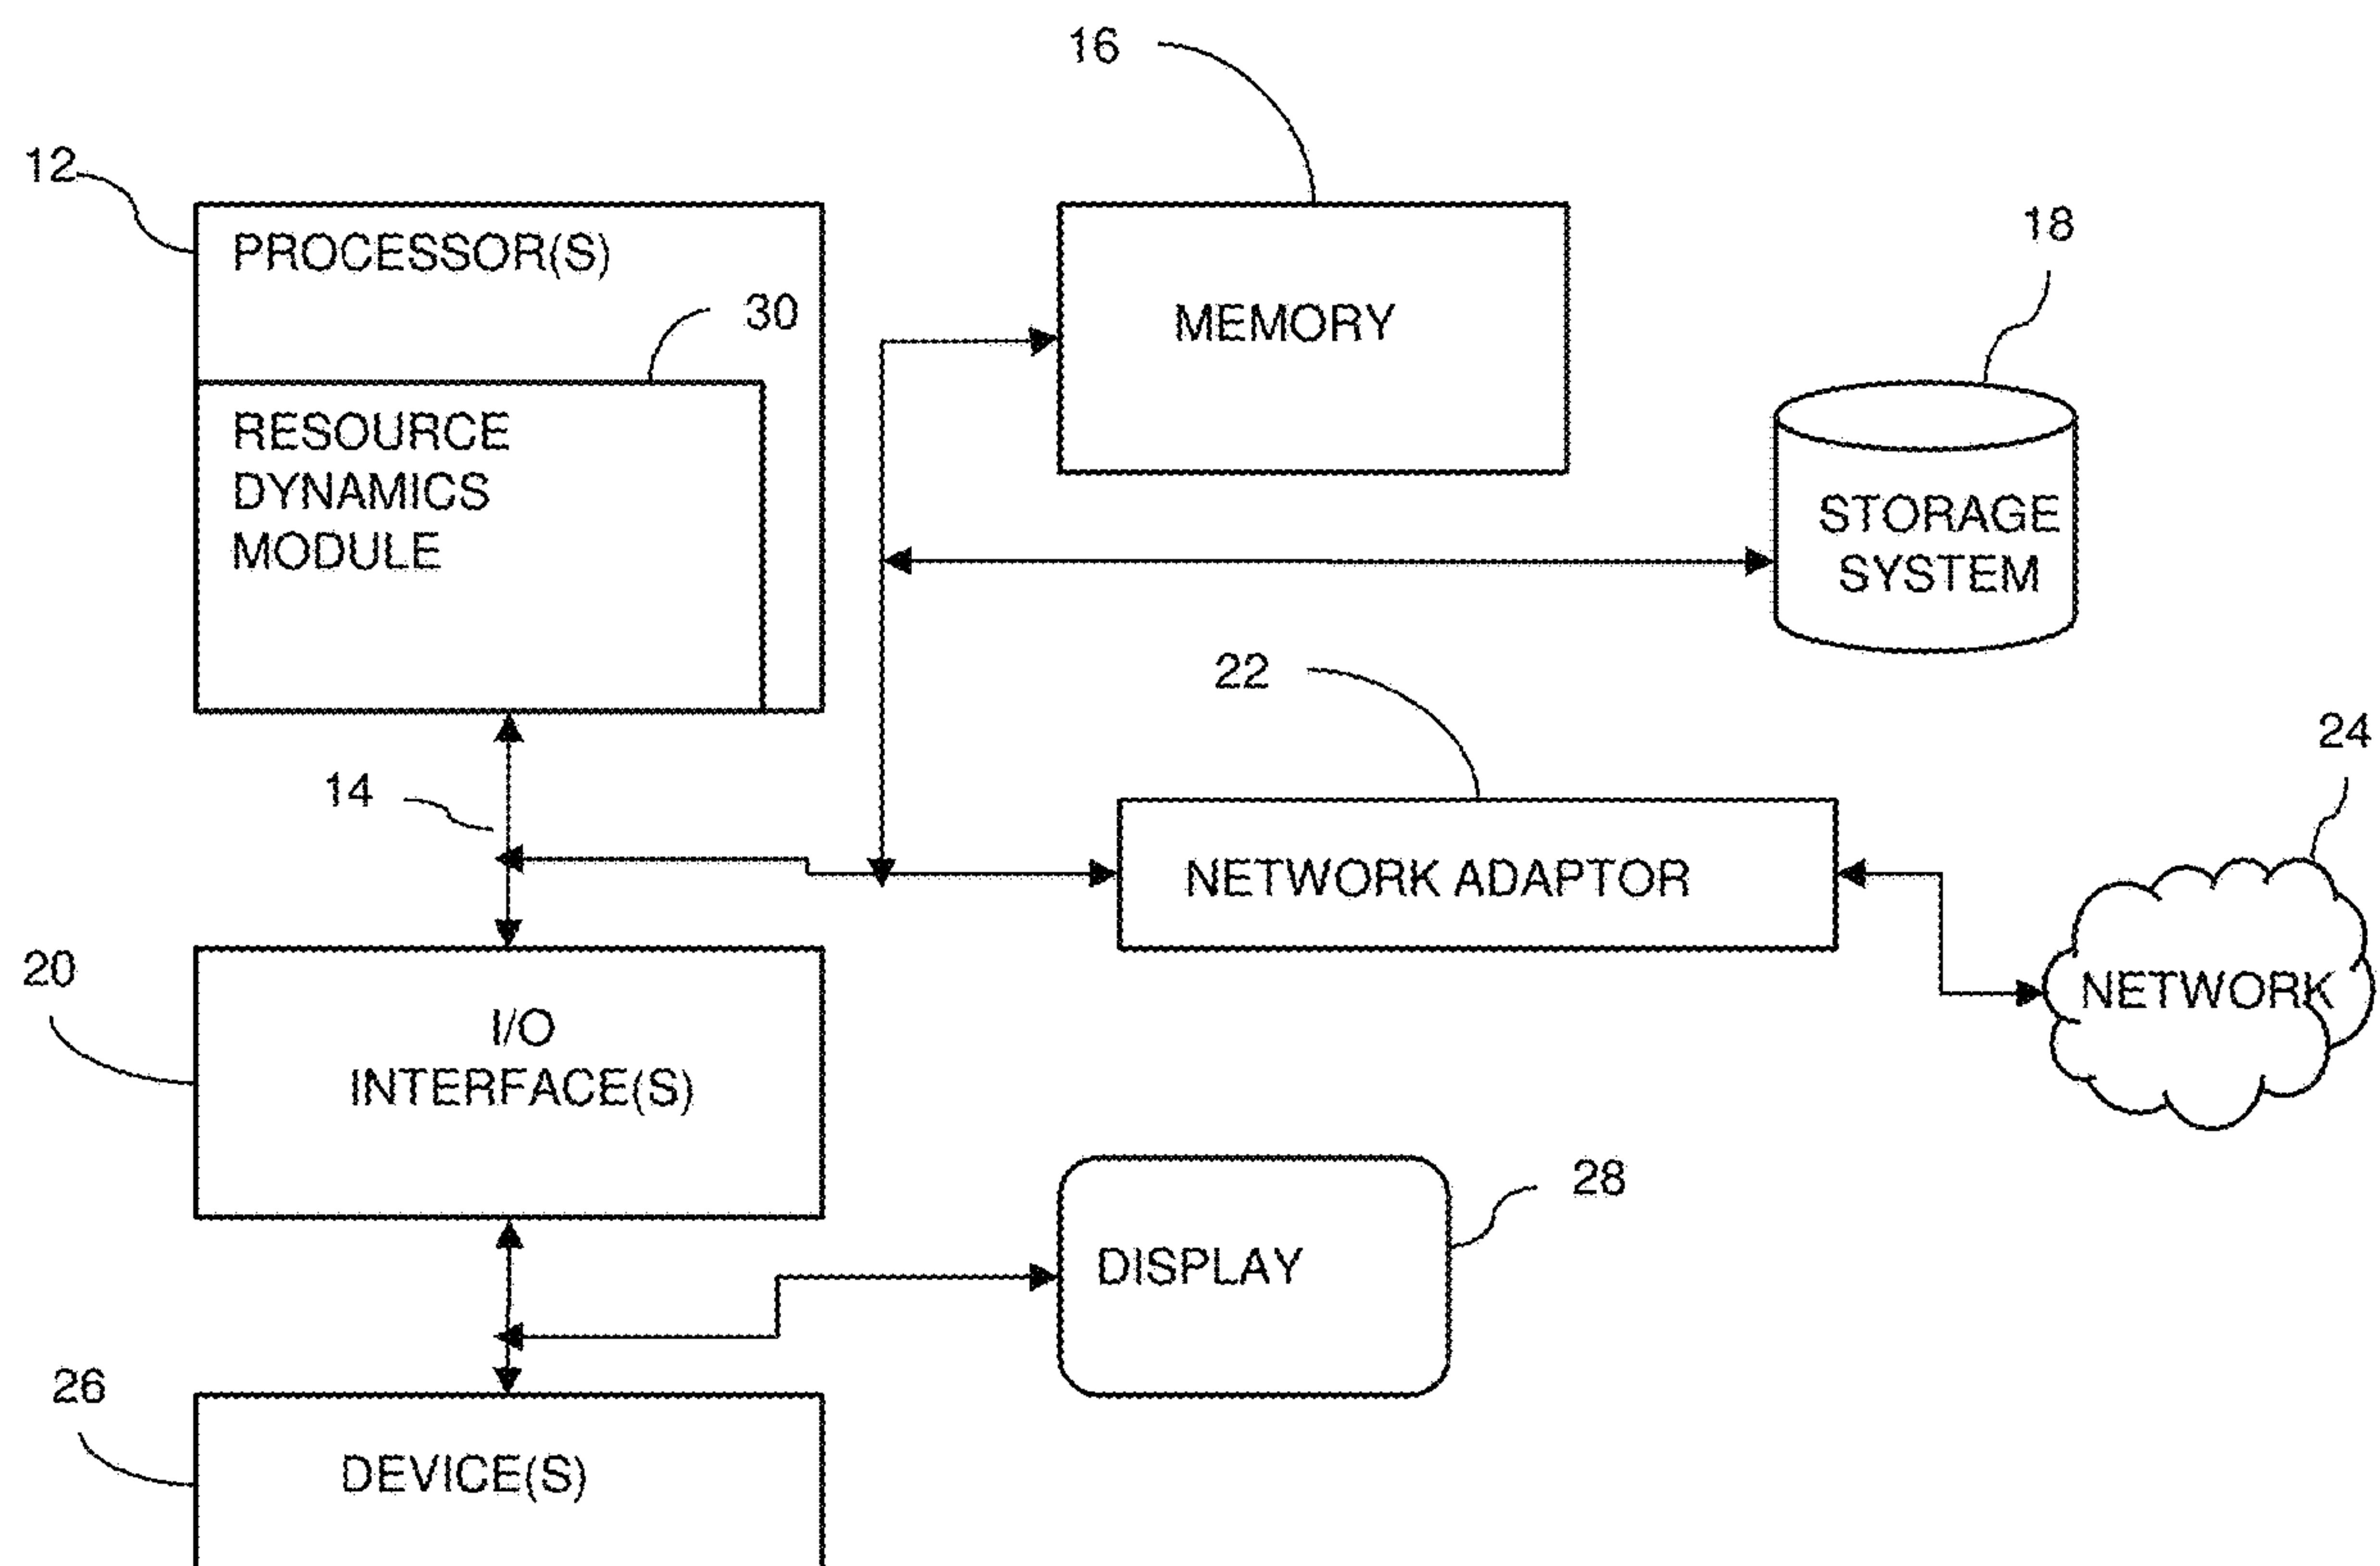 16
12
PROCESSOR(S)
18
30
MEMORY
RESOURCE
DYNAMICS
MODULE
STORAGE
SYSTEM
22
24
14
NETWORK ADAPTOR
20
NETWORK
I/O
INTERFACE(S)
28
DISPLAY
26
DEVICE(S)